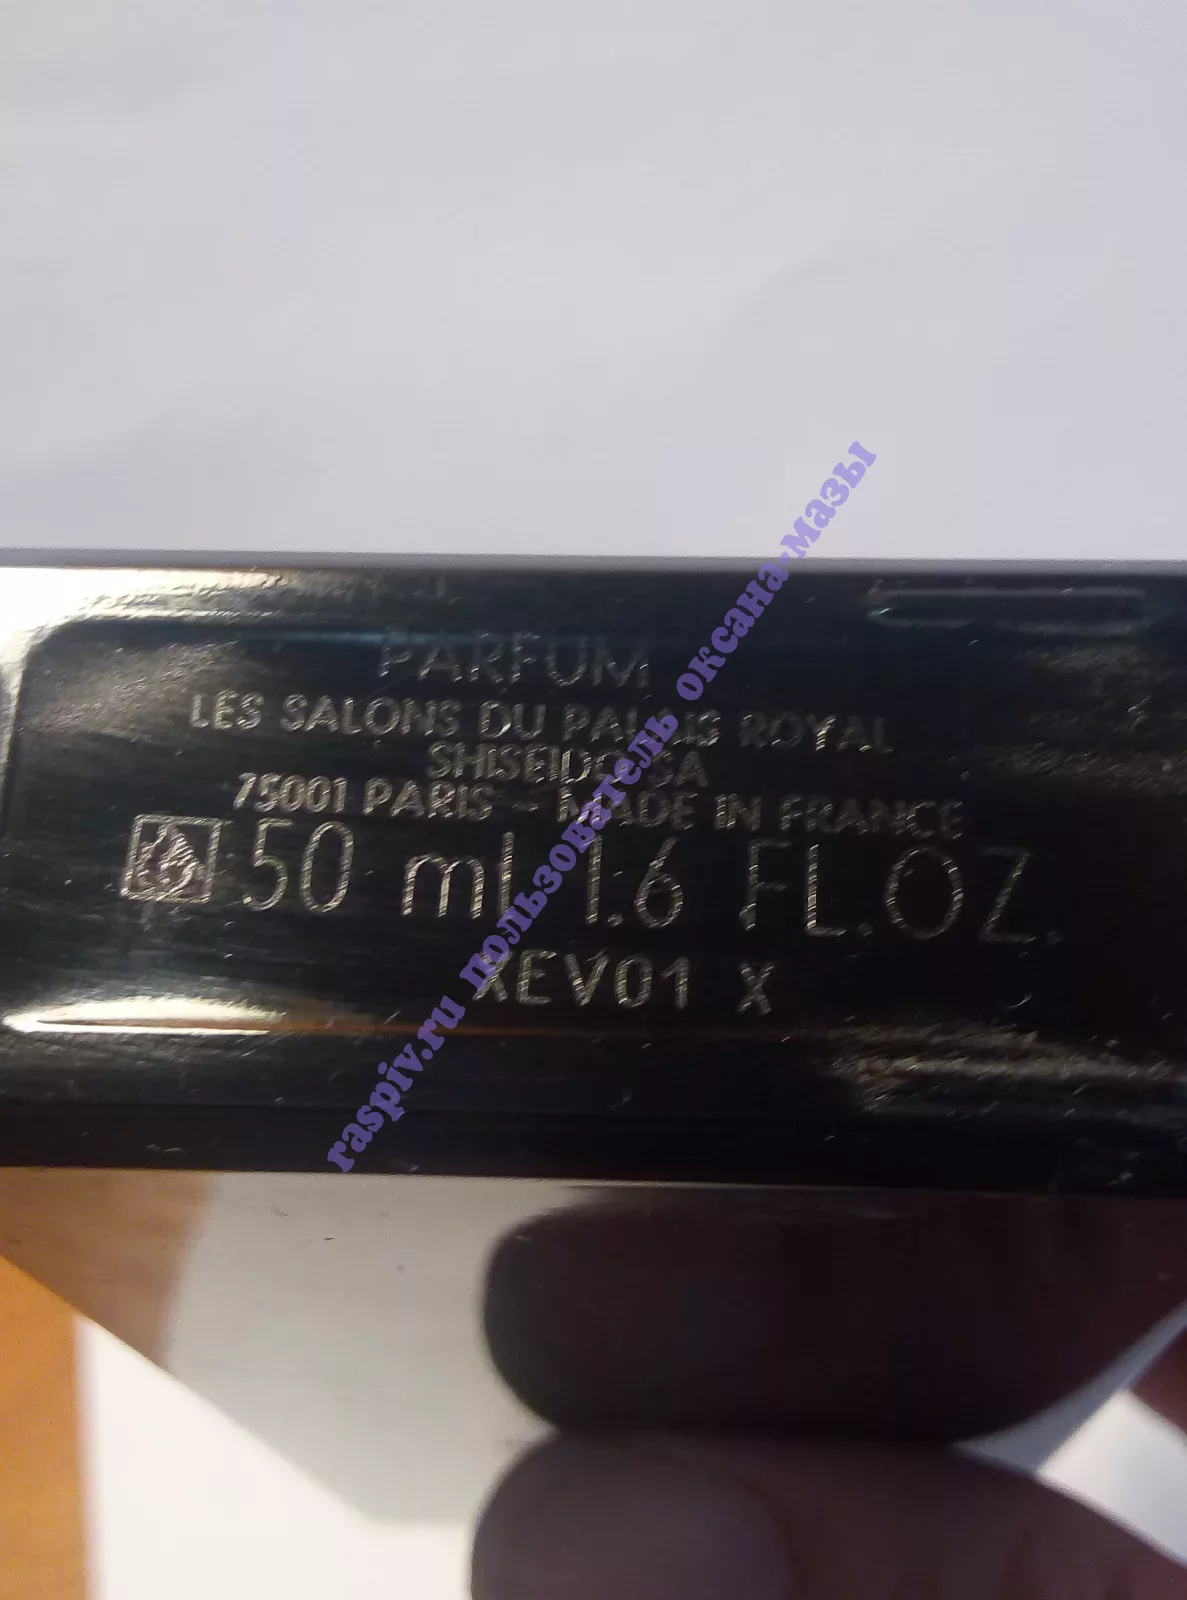 PARFUM
LES SALONS DU PALAIS ROYAL
SHISEIDO SA
75001 PARIS - MADE IN FRANCE
50 ml 1.6 FL.OZ.
XEV01 X
raspiv.ru пользователь оксана-мазы